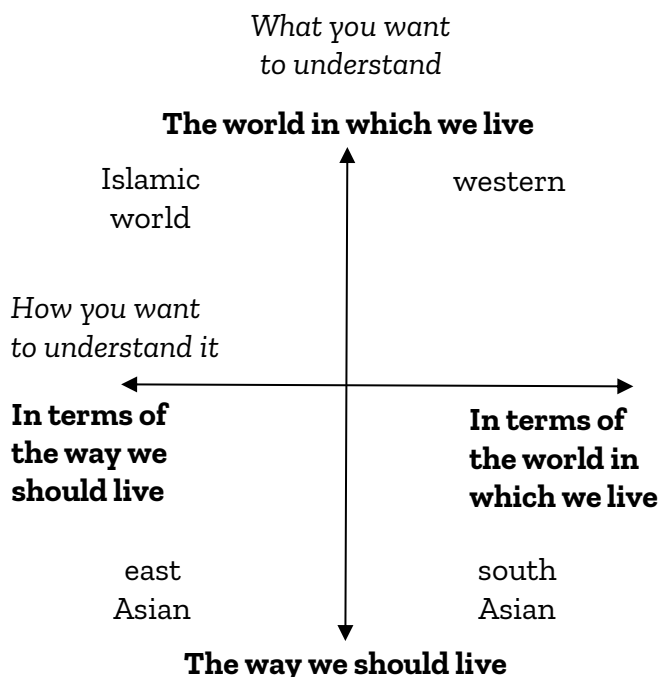 What you want
to understand
The world in which we live
Islamic
world
western
How you want
to understand it
In terms of
the way we
should live
In terms of
the world in
which we live
east
Asian
south
Asian
The way we should live